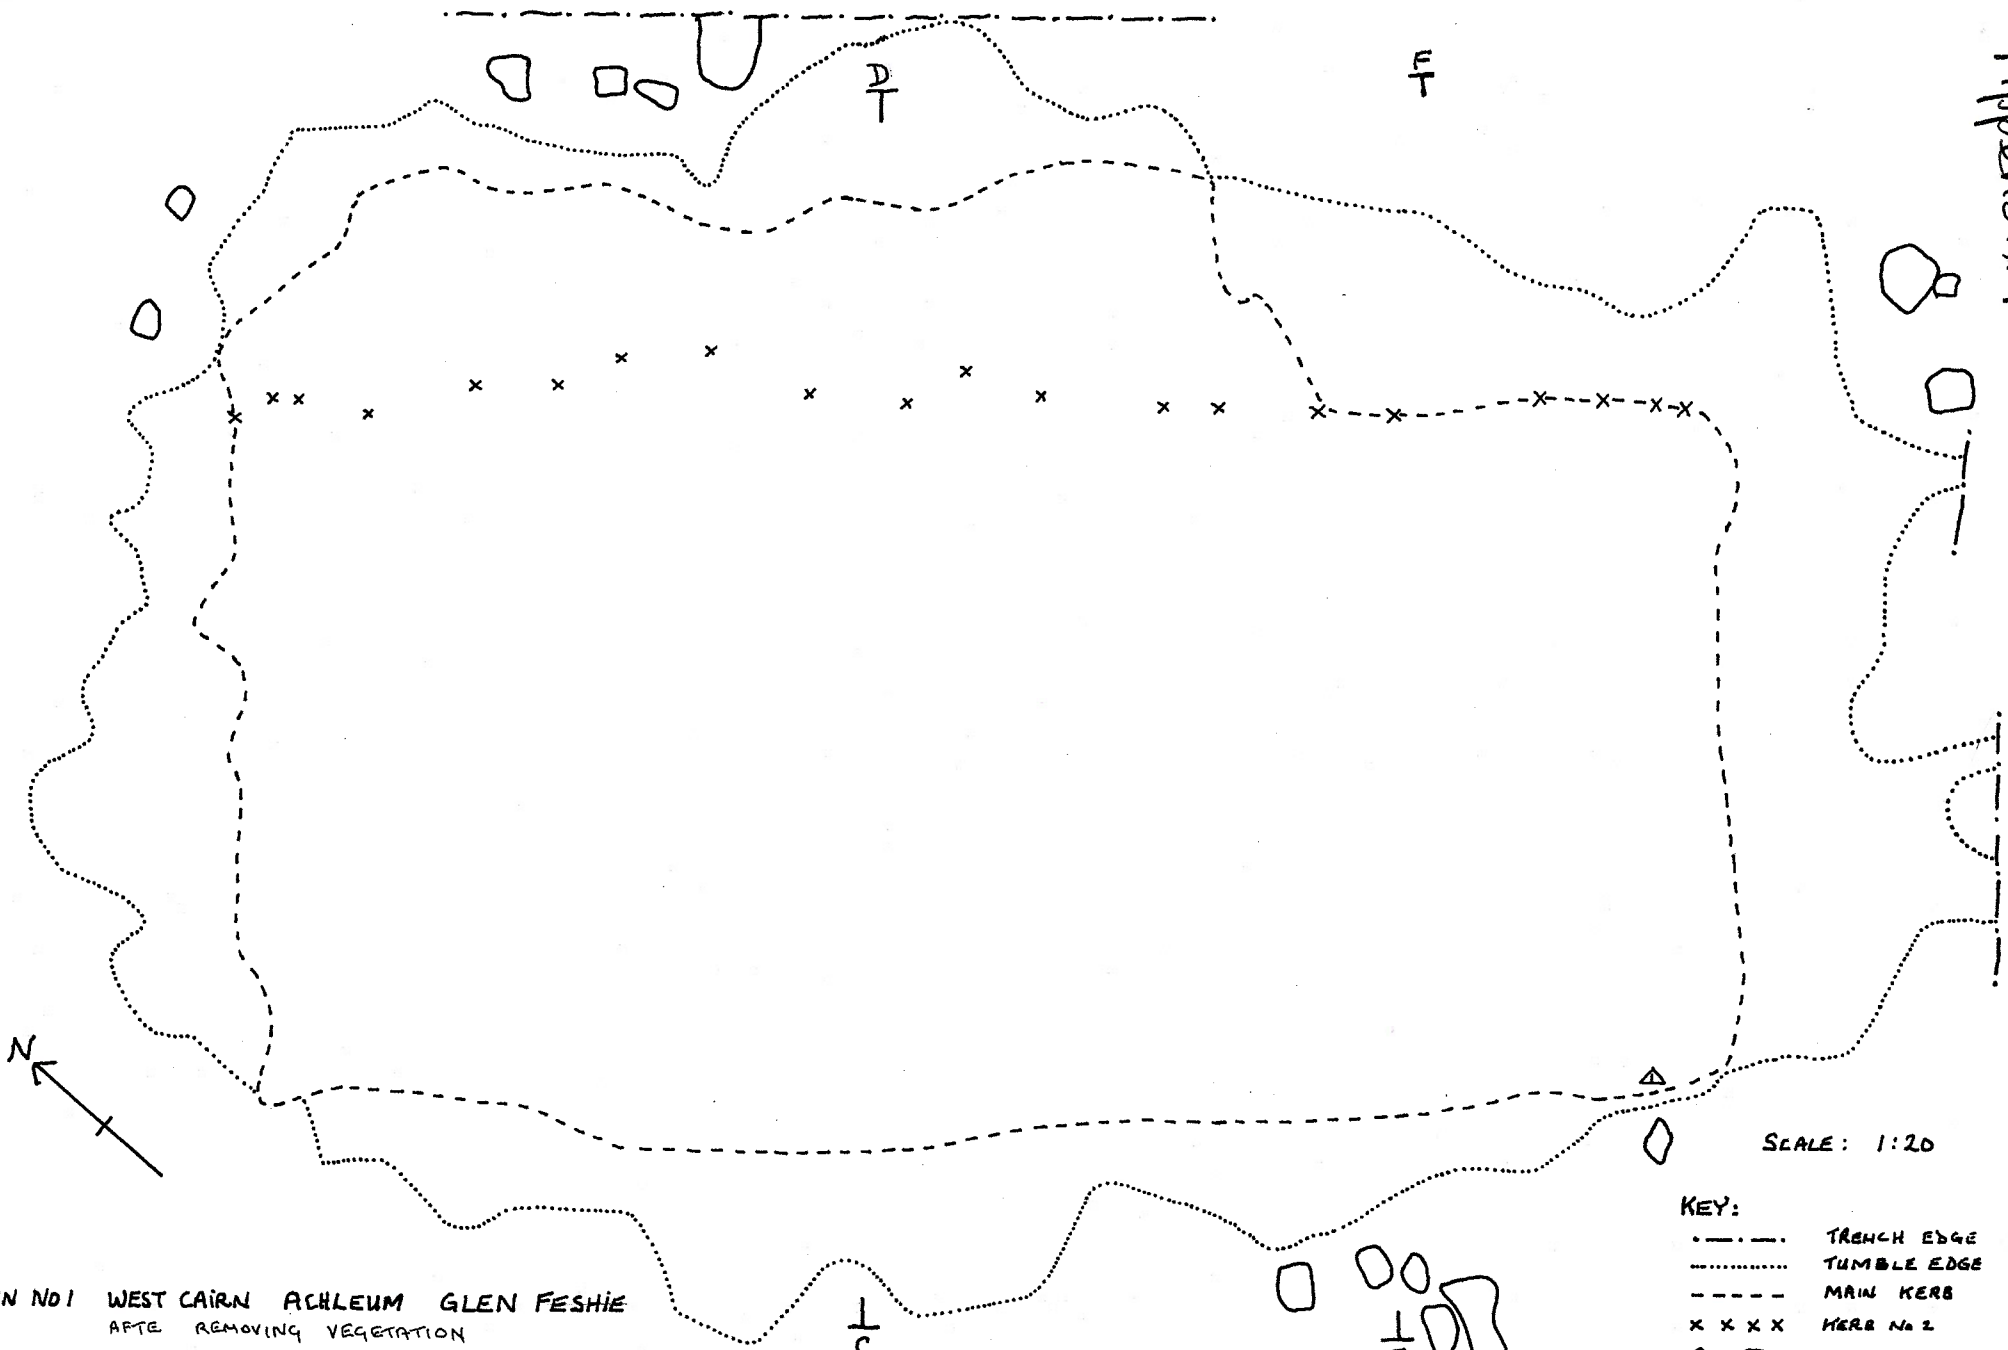 D
F
N
SCALE: 1:20
KEY:
TRENCH EDGE
TUMBLE EDGE
MAIN KERB
x x x x KERB No 2
N NO1 WEST CAIRN ACHLEUM GLEN FESHIE
AFTE REMOVING VEGETATION